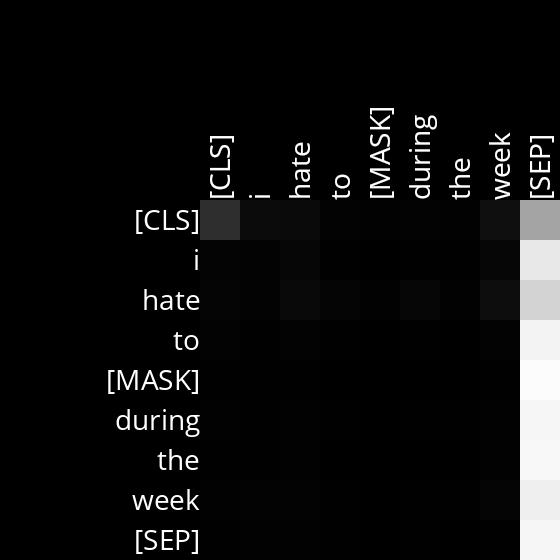 [CLS] i hate to [MASK] during the week [SEP]
[CLS]
i
hate
to
[MASK]
during
the
week
[SEP]